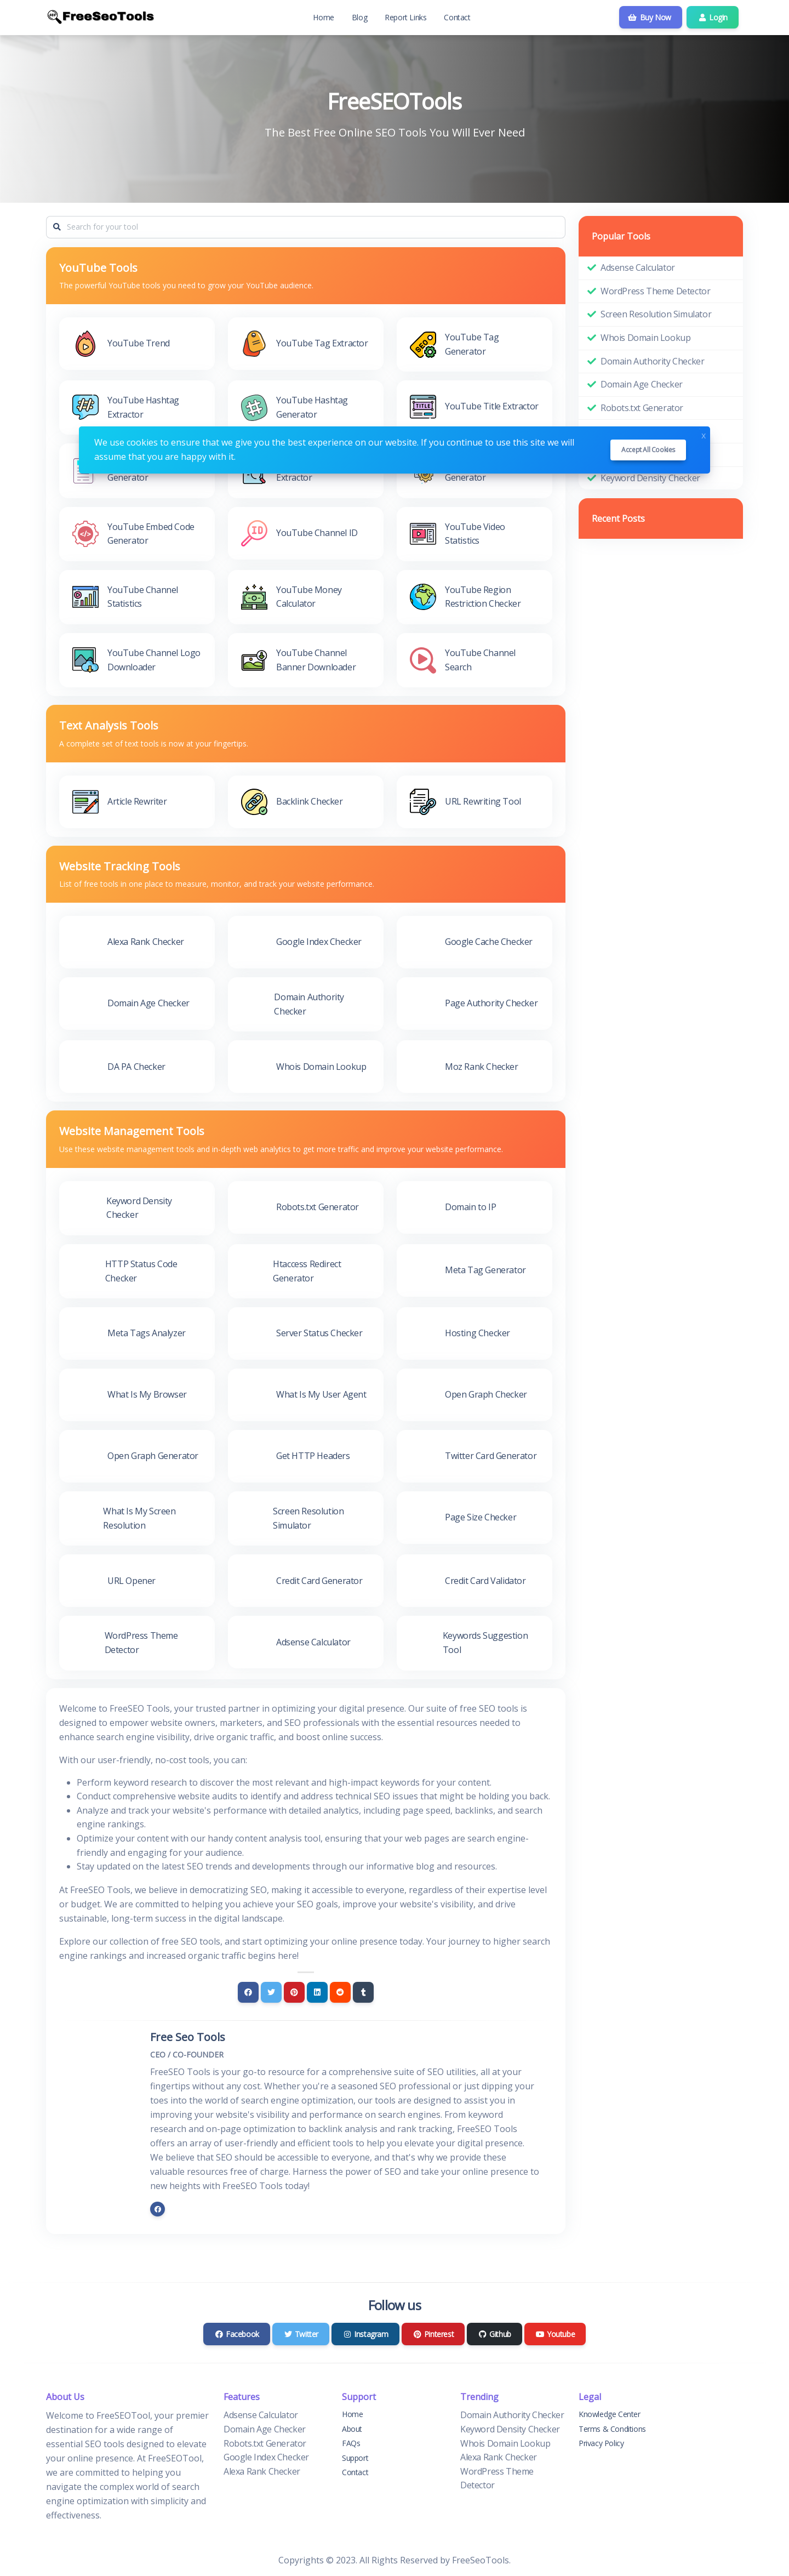 FreeSeoTools
Home
Blog
Report Links
Contact
Buy Now
Login
FreeSEOTools
The Best Free Online SEO Tools You Will Ever Need
Search for your tool
YouTube Tools
The powerful YouTube tools you need to grow your YouTube audience.
YouTube Trend
YouTube Tag Extractor
YouTube Tag
Generator
YouTube Hashtag
Extractor
YouTube Hashtag
Generator
YouTube Title Extractor
We use cookies to ensure that we give you the best experience on our website. If you continue to use this site we will
assume that you are happy with it.
Accept All Cookies
X
Generator
Extractor
Generator
YouTube Embed Code
Generator
YouTube Channel ID
YouTube Video
Statistics
YouTube Channel
Statistics
YouTube Money
Calculator
YouTube Region
Restriction Checker
YouTube Channel Logo
Downloader
YouTube Channel
Banner Downloader
YouTube Channel
Search
Popular Tools
Adsense Calculator
WordPress Theme Detector
Screen Resolution Simulator
Whois Domain Lookup
Domain Authority Checker
Domain Age Checker
Robots.txt Generator
Keyword Density Checker
Recent Posts
Text Analysis Tools
A complete set of text tools is now at your fingertips.
Article Rewriter
Backlink Checker
URL Rewriting Tool
Website Tracking Tools
List of free tools in one place to measure, monitor, and track your website performance.
Alexa Rank Checker
Google Index Checker
Google Cache Checker
Domain Age Checker
Domain Authority
Checker
Page Authority Checker
DA PA Checker
Whois Domain Lookup
Moz Rank Checker
Website Management Tools
Use these website management tools and in-depth web analytics to get more traffic and improve your website performance.
Keyword Density
Checker
Robots.txt Generator
Domain to IP
HTTP Status Code
Checker
Htaccess Redirect
Generator
Meta Tag Generator
Meta Tags Analyzer
Server Status Checker
Hosting Checker
What Is My Browser
What Is My User Agent
Open Graph Checker
Open Graph Generator
Get HTTP Headers
Twitter Card Generator
What Is My Screen
Resolution
Screen Resolution
Simulator
Page Size Checker
URL Opener
Credit Card Generator
Credit Card Validator
WordPress Theme
Detector
Adsense Calculator
Keywords Suggestion
Tool
Welcome to FreeSEO Tools, your trusted partner in optimizing your digital presence. Our suite of free SEO tools is
designed to empower website owners, marketers, and SEO professionals with the essential resources needed to
enhance search engine visibility, drive organic traffic, and boost online success.
With our user-friendly, no-cost tools, you can:
Perform keyword research to discover the most relevant and high-impact keywords for your content.
Conduct comprehensive website audits to identify and address technical SEO issues that might be holding you back.
Analyze and track your website's performance with detailed analytics, including page speed, backlinks, and search
engine rankings.
Optimize your content with our handy content analysis tool, ensuring that your web pages are search engine-
friendly and engaging for your audience.
Stay updated on the latest SEO trends and developments through our informative blog and resources.
At FreeSEO Tools, we believe in democratizing SEO, making it accessible to everyone, regardless of their expertise level
or budget. We are committed to helping you achieve your SEO goals, improve your website's visibility, and drive
sustainable, long-term success in the digital landscape.
Explore our collection of free SEO tools, and start optimizing your online presence today. Your journey to higher search
engine rankings and increased organic traffic begins here!
Free Seo Tools
CEO / CO-FOUNDER
FreeSEO Tools is your go-to resource for a comprehensive suite of SEO utilities, all at your
fingertips without any cost. Whether you're a seasoned SEO professional or just dipping your
toes into the world of search engine optimization, our tools are designed to assist you in
improving your website's visibility and performance on search engines. From keyword
research and on-page optimization to backlink analysis and rank tracking, FreeSEO Tools
offers an array of user-friendly and efficient tools to help you elevate your digital presence.
We believe that SEO should be accessible to everyone, and that's why we provide these
valuable resources free of charge. Harness the power of SEO and take your online presence to
new heights with FreeSEO Tools today!
Follow us
Facebook
Twitter
Instagram
Pinterest
Github
Youtube
About Us
Welcome to FreeSEOTool, your premier
destination for a wide range of
essential SEO tools designed to elevate
your online presence. At FreeSEOTool,
we are committed to helping you
navigate the complex world of search
engine optimization with simplicity and
effectiveness.
Features
Adsense Calculator
Domain Age Checker
Robots.txt Generator
Google Index Checker
Alexa Rank Checker
Support
Home
About
FAQs
Support
Contact
Trending
Domain Authority Checker
Keyword Density Checker
Whois Domain Lookup
Alexa Rank Checker
WordPress Theme
Detector
Legal
Knowledge Center
Terms & Conditions
Privacy Policy
Copyrights © 2023. All Rights Reserved by FreeSeoTools.